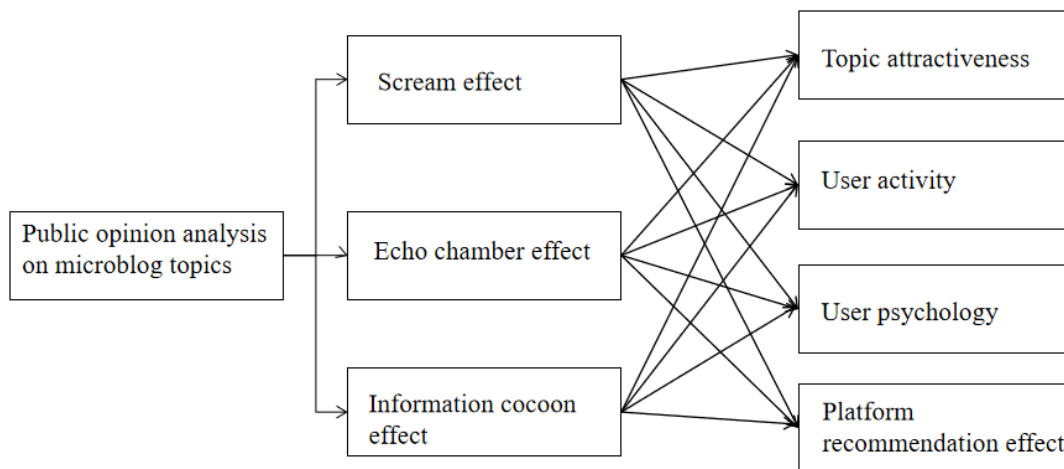 Public opinion analysis
on microblog topics
Scream effect
Echo chamber effect
Information cocoon
effect
Topic attractiveness
User activity
User psychology
Platform
recommendation effect